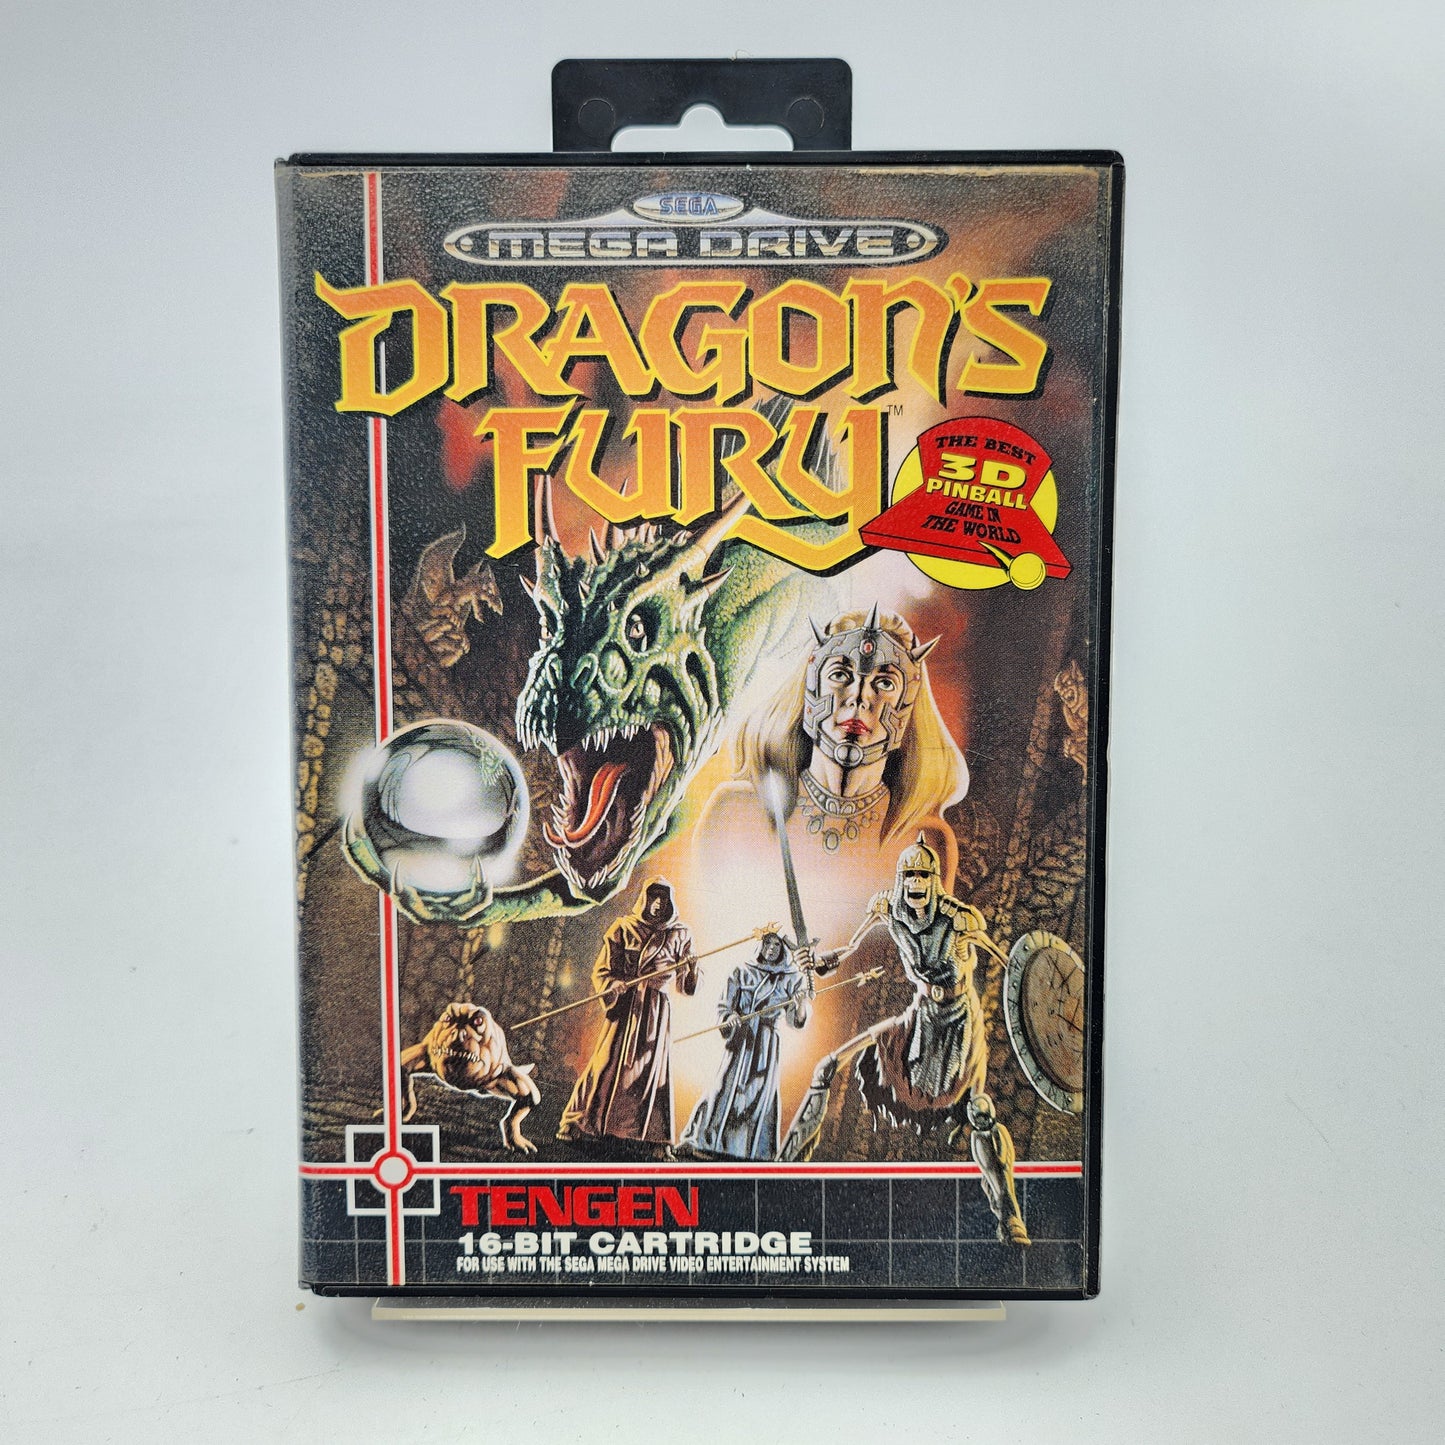 SEGA
MEGA DRIVE
DRAGON'S
FURY™
THE BEST
3D
PINBALL
GAME IN
THE WORLD
TENGEN
16-BIT CARTRIDGE
FOR USE WITH THE SEGA MEGA DRIVE VIDEO ENTERTAINMENT SYSTEM